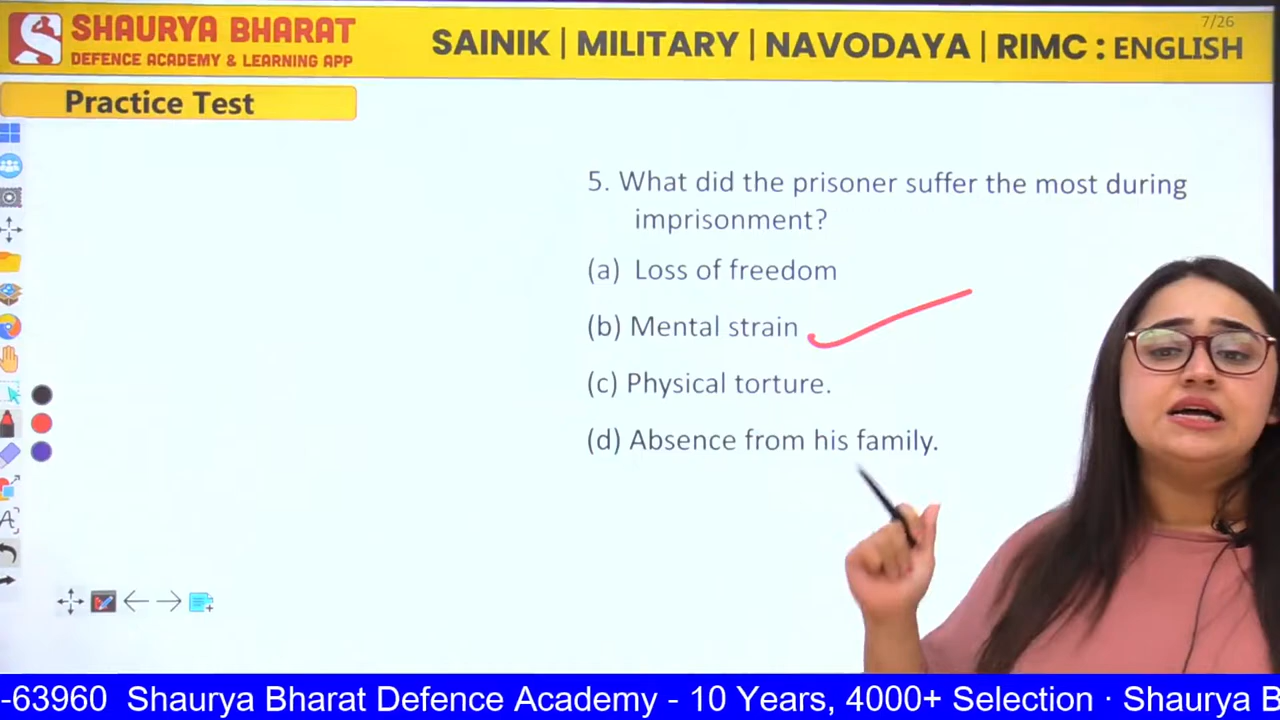 7/26
SHAURYA BHARAT
DEFENCE ACADEMY & LEARNING APP
SAINIK | MILITARY | NAVODAYA | RIMC : ENGLISH
Practice Test
5. What did the prisoner suffer the most during
imprisonment?
(a) Loss of freedom
(b) Mental strain
(c) Physical torture.
(d) Absence from his family.
-63960 Shaurya Bharat Defence Academy - 10 Years, 4000+ Selection · Shaurya B